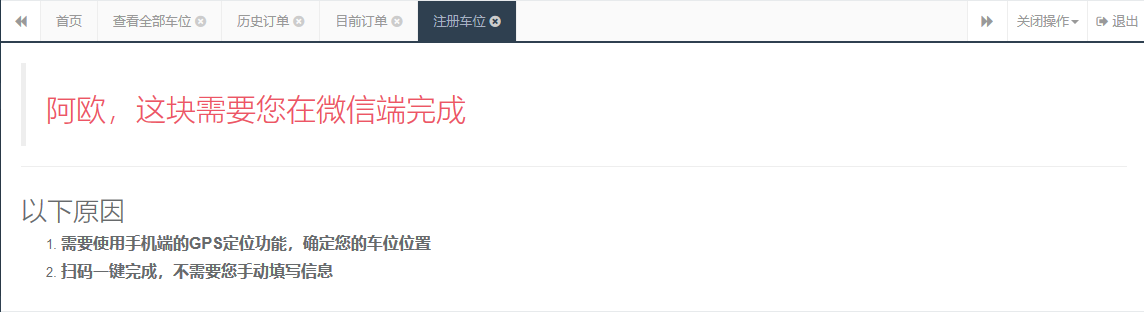 首页 查看全部车位 历史订单 目前订单 注册车位 关闭操作 退出
阿欧，这块需要您在微信端完成
以下原因
1. 需要使用手机端的GPS定位功能，确定您的车位位置
2. 扫码一键完成，不需要您手动填写信息